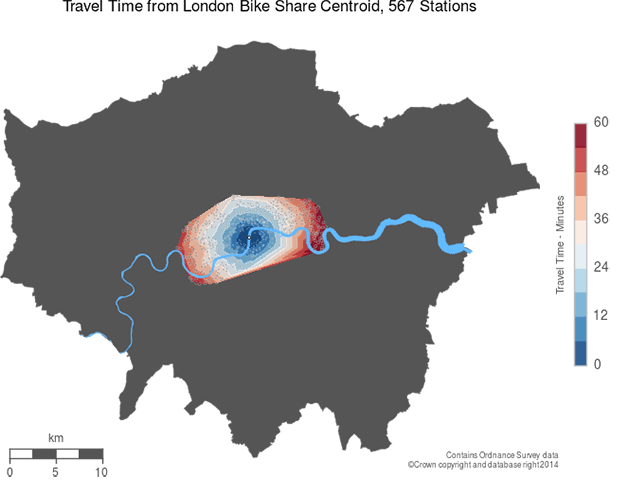 Travel Time from London Bike Share Centroid, 567 Stations
60
48
36
24
12
0
Travel Time - Minutes
km
0 5 10
Contains Ordnance Survey data
©Crown copyright and database right2014